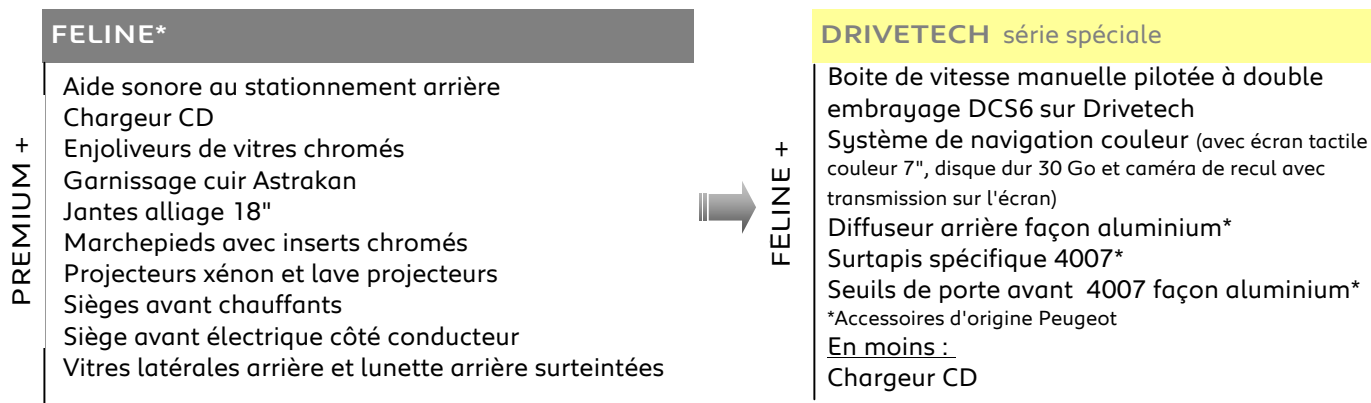 FELINE*
PREMIUM +
Aide sonore au stationnement arrière
Chargeur CD
Enjoliveurs de vitres chromés
Garnissage cuir Astrakan
Jantes alliage 18"
Marchepieds avec inserts chromés
Projecteurs xénon et lave projecteurs
Sièges avant chauffants
Siège avant électrique côté conducteur
Vitres latérales arrière et lunette arrière surteintées
DRIVETECH série spéciale
FELINE +
Boite de vitesse manuelle pilotée à double
embrayage DCS6 sur Drivetech
Système de navigation couleur (avec écran tactile
couleur 7", disque dur 30 Go et caméra de recul avec
transmission sur l'écran)
Diffuseur arrière façon aluminium*
Surtapis spécifique 4007*
Seuils de porte avant 4007 façon aluminium*
*Accessoires d'origine Peugeot
En moins :
Chargeur CD